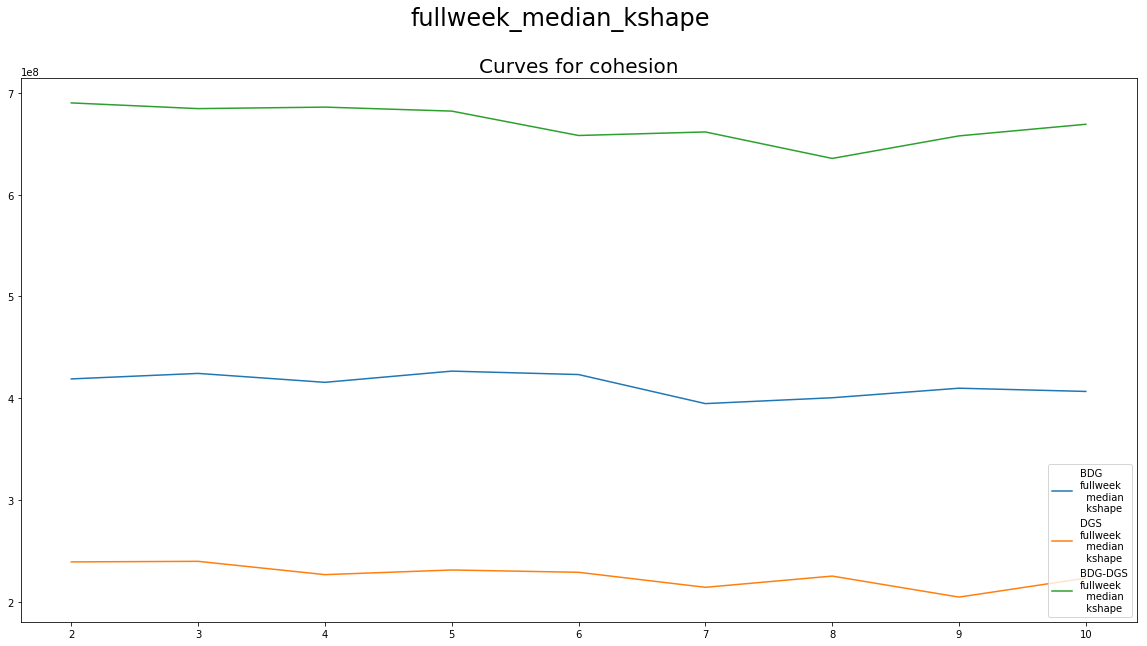 fullweek_median_kshape
Curves for cohesion
1e8
7
6
5
4
3
2
2 3 4 5 6 7 8 9 10
BDG
fullweek
median
kshape
DGS
fullweek
median
kshape
BDG-DGS
fullweek
median
kshape